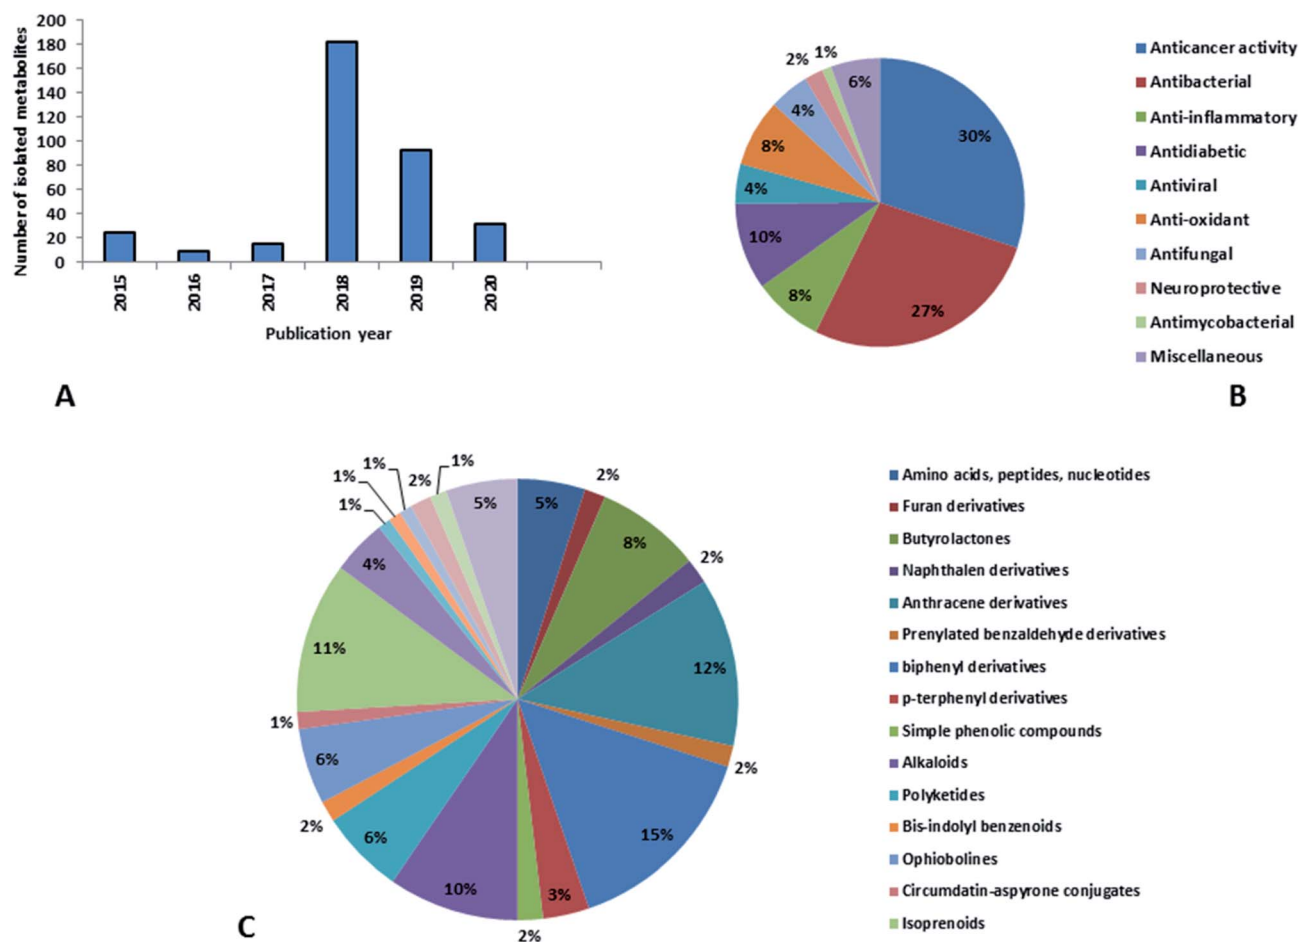 Number of isolated metabolites
200
180
160
140
120
100
80
60
40
20
0
2015
2016
2017
2018
2019
2020
Publication year
A
2%
1%
6%
30%
4%
8%
4%
10%
8%
27%
Anticancer activity
Antibacterial
Anti-inflammatory
Antidiabetic
Antiviral
Anti-oxidant
Antifungal
Neuroprotective
Antimycobacterial
Miscellaneous
B
1%
1%
1%
2%
1%
5%
5%
2%
8%
2%
12%
2%
15%
3%
2%
10%
6%
2%
6%
1%
11%
4%
C
Amino acids, peptides, nucleotides
Furan derivatives
Butyrolactones
Naphthalen derivatives
Anthracene derivatives
Prenylated benzaldehyde derivatives
biphenyl derivatives
p-terphenyl derivatives
Simple phenolic compounds
Alkaloids
Polyketides
Bis-indolyl benzenoids
Ophiobolines
Circumdatin-aspyrone conjugates
Isoprenoids